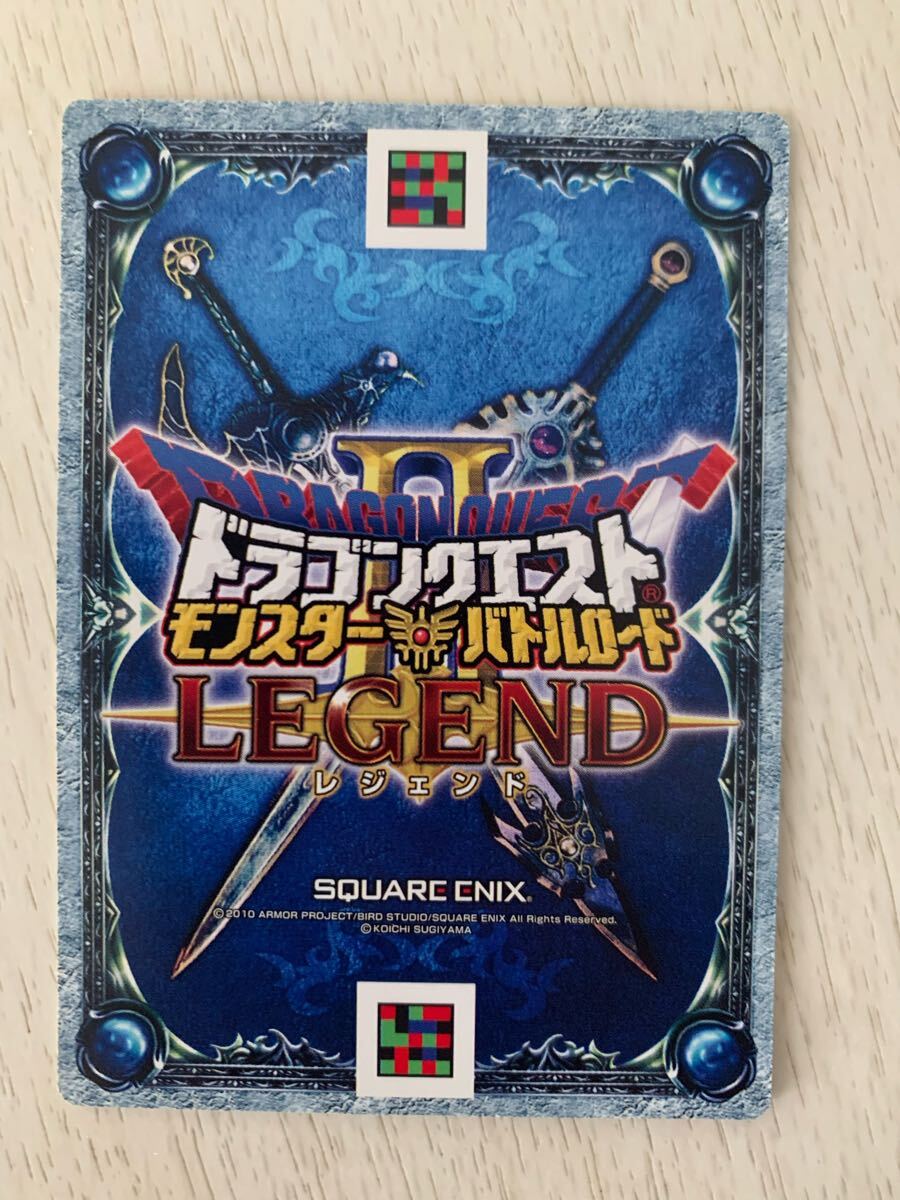 II
DRAGON QUEST
ドラゴンクエスト®
モンスター バトルロード
LEGEND
レジェンド
SQUARE ENIX®
©2010 ARMOR PROJECT/BIRD STUDIO/SQUARE ENIX All Rights Reserved.
©KOICHI SUGIYAMA